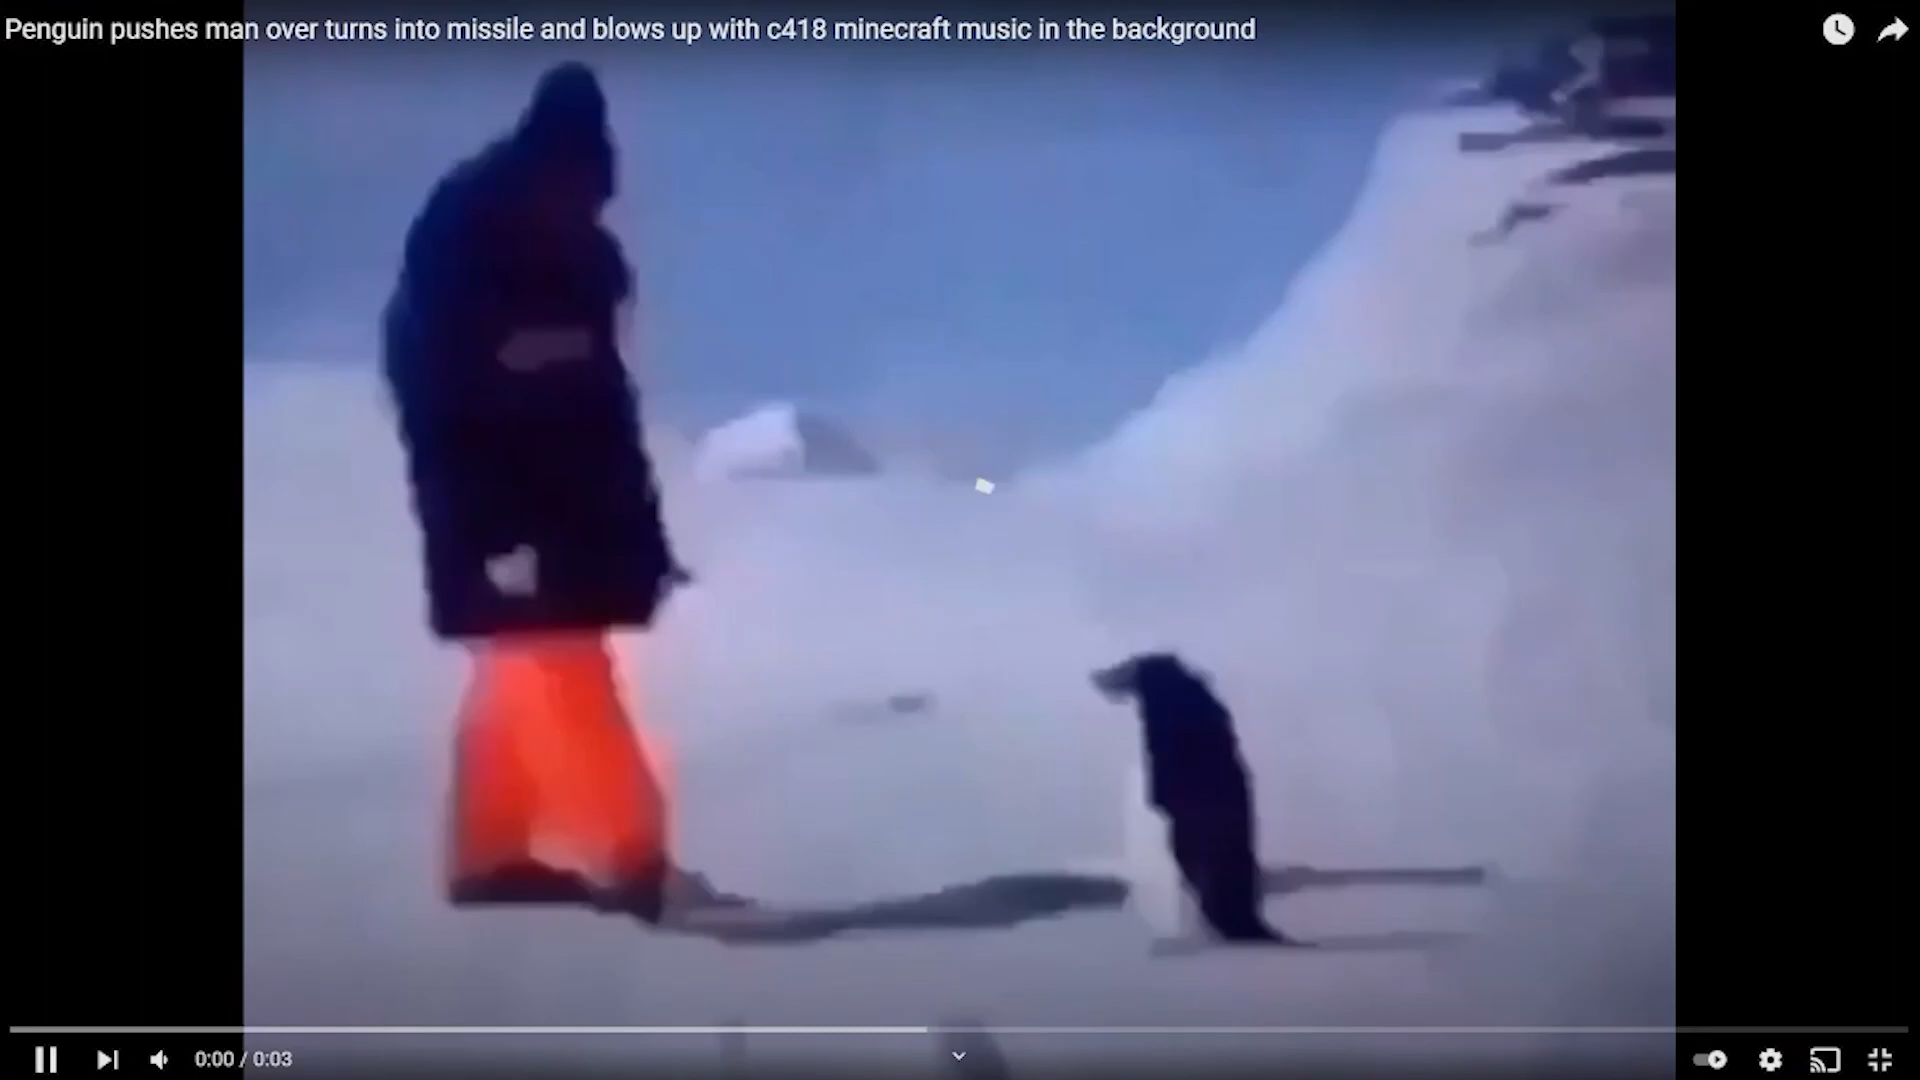 Penguin pushes man over turns into missile and blows up with c418 minecraft music in the background
0:00 / 0:03